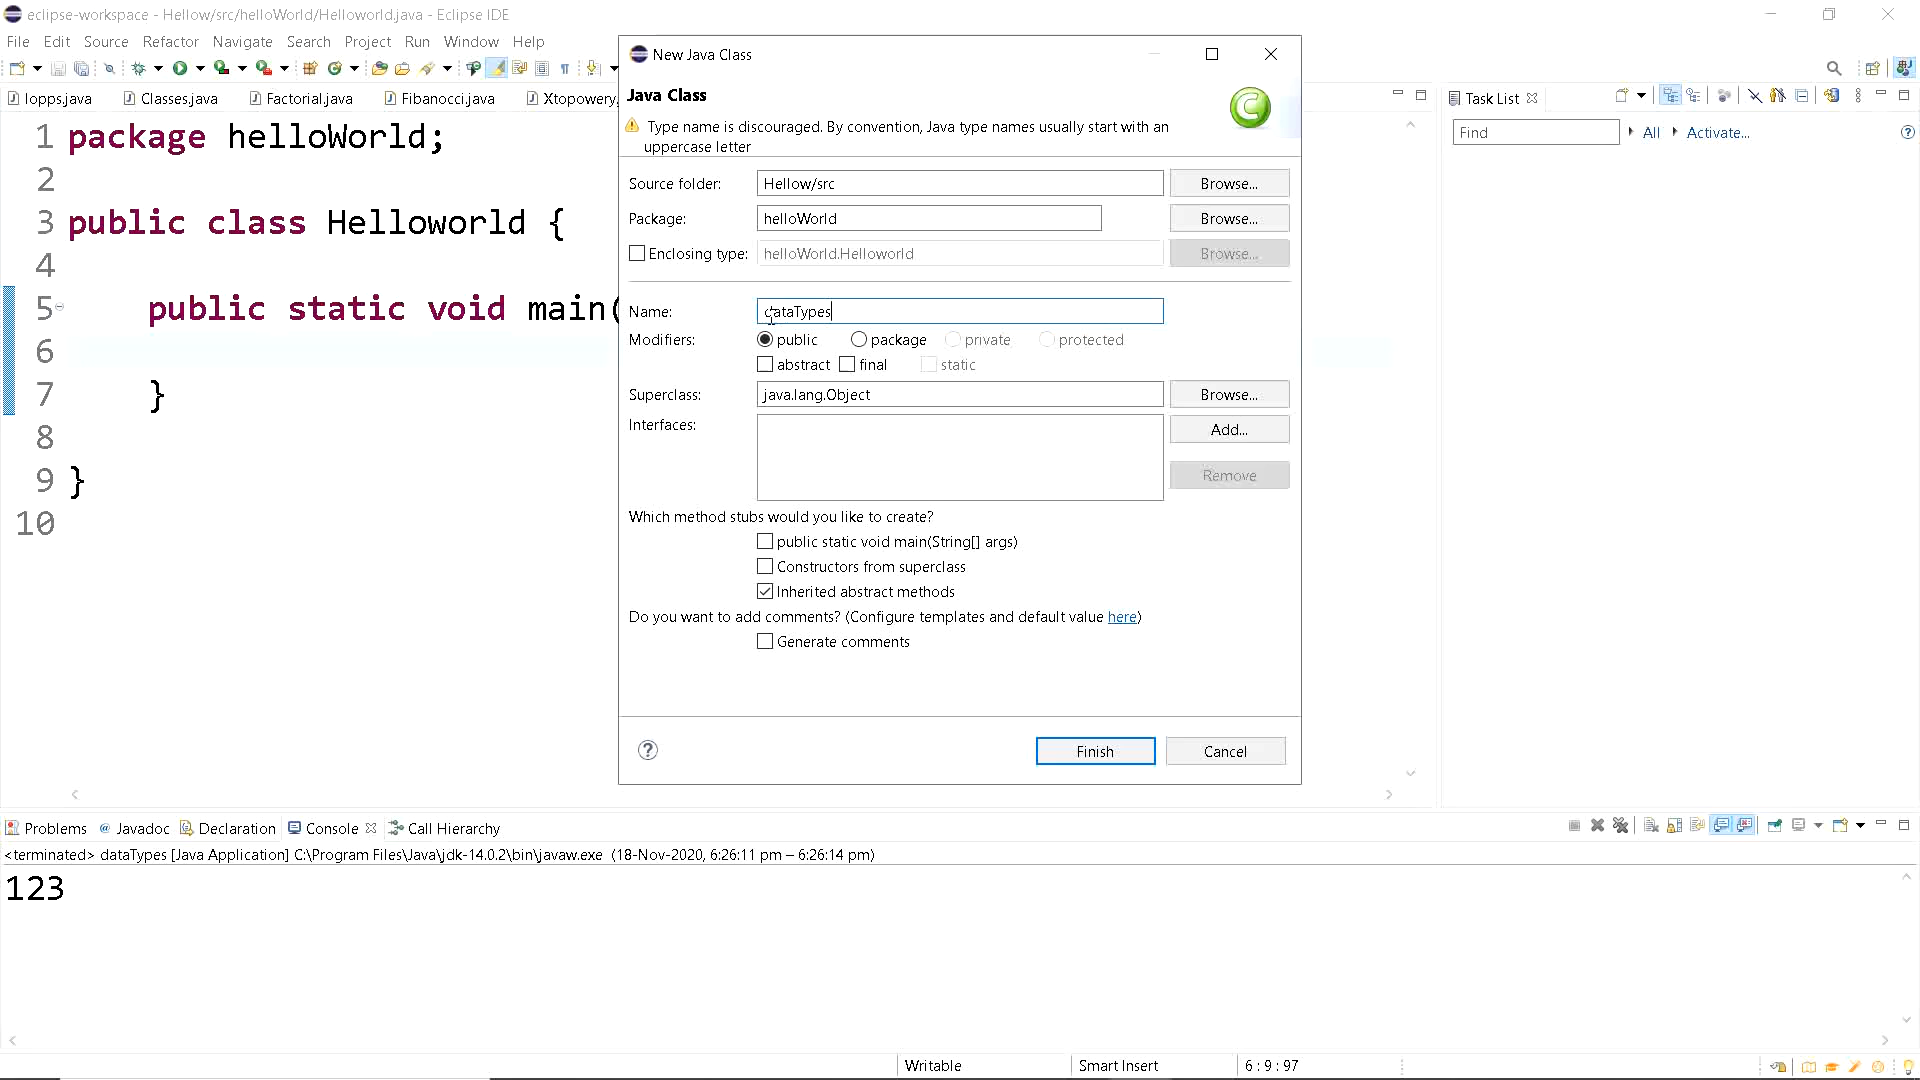 eclipse-workspace - Hellow/src/helloWorld/Helloworld.java - Eclipse IDE
File Edit Source Refactor Navigate Search Project Run Window Help
Iopps.java Classes.java Factorial.java Fibanocci.java Xtopowery.
1 package helloWorld;
2
3 public class Helloworld {
4
5 public static void main(
6
7 }
8
9 }
10
New Java Class
Java Class
Type name is discouraged. By convention, Java type names usually start with an
uppercase letter
Source folder: Hellow/src Browse...
Package: helloWorld Browse...
Enclosing type: helloWorld.Helloworld Browse...
Name: dataTypes
Modifiers: public package private protected
abstract final static
Superclass: java.lang.Object Browse...
Interfaces: Add...
Remove
Which method stubs would you like to create?
public static void main(String[] args)
Constructors from superclass
Inherited abstract methods
Do you want to add comments? (Configure templates and default value here)
Generate comments
Finish Cancel
Task List
Find All Activate...
Problems Javadoc Declaration Console Call Hierarchy
<terminated> dataTypes [Java Application] C:\Program Files\Java\jdk-14.0.2\bin\javaw.exe (18-Nov-2020, 6:26:11 pm – 6:26:14 pm)
123
Writable Smart Insert 6 : 9 : 97